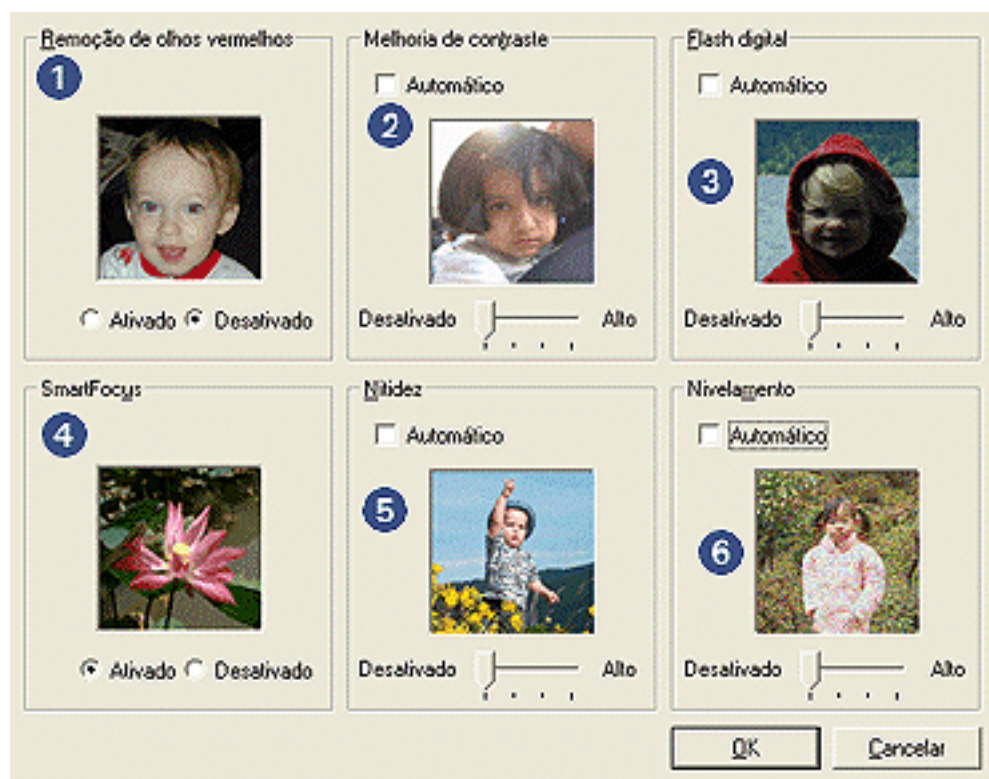 Remoção de olhos vermelhos
1
Ativado Desativado
Melhoria de contraste
Automático
2
Desativado Alto
Flash digital
Automático
3
Desativado Alto
SmartFocus
4
Ativado Desativado
Nitidez
Automático
5
Desativado Alto
Nivelamento
Automático
6
Desativado Alto
OK Cancelar